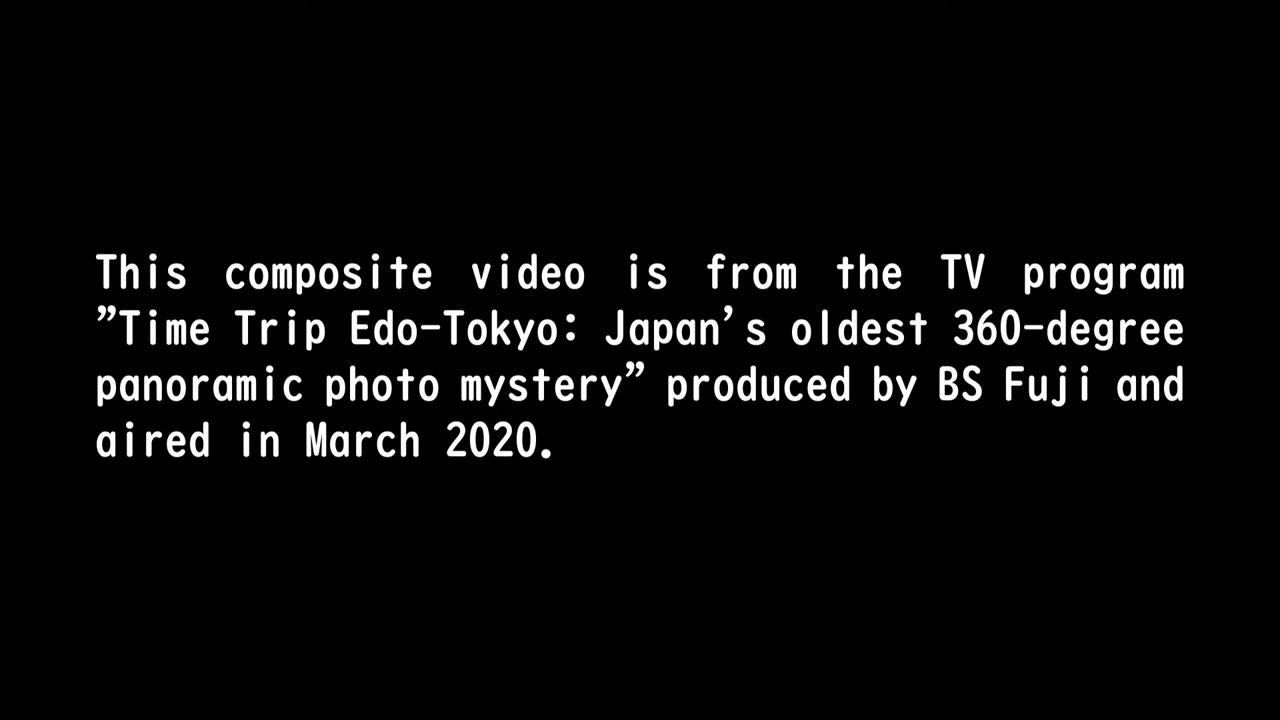 This composite video is from the TV program
”Time Trip Edo-Tokyo: Japan’s oldest 360-degree
panoramic photo mystery” produced by BS Fuji and
aired in March 2020.